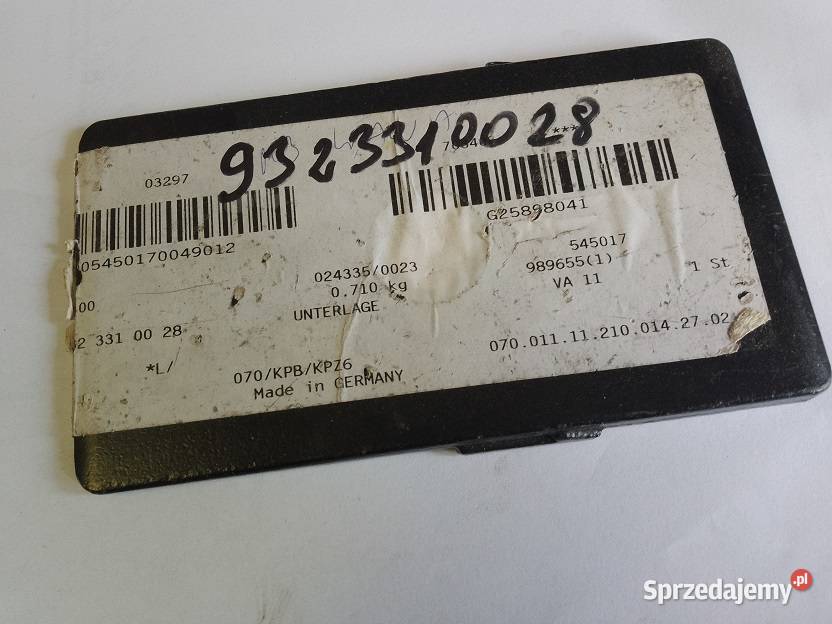 9323310028
03297
05450170049012
G25898041
024335/0023
545017
0.710 kg
989655(1)
1 St
UNTERLAGE
VA 11
00
2 331 00 28
*L/
070.011.11.210.014.27.02
070/KPB/KPZ6
Made in GERMANY
Sprzedajemy.pl